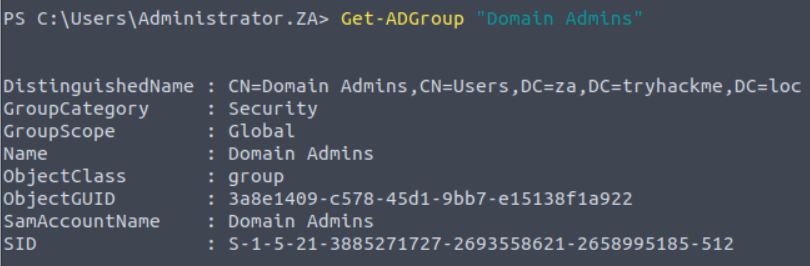 PS C:\Users\Administrator.ZA> Get-ADGroup "Domain Admins"
DistinguishedName : CN=Domain Admins,CN=Users,DC=za,DC=tryhackme,DC=loc
GroupCategory     : Security
GroupScope        : Global
Name              : Domain Admins
ObjectClass       : group
ObjectGUID        : 3a8e1409-c578-45d1-9bb7-e15138f1a922
SamAccountName    : Domain Admins
SID               : S-1-5-21-3885271727-2693558621-2658995185-512